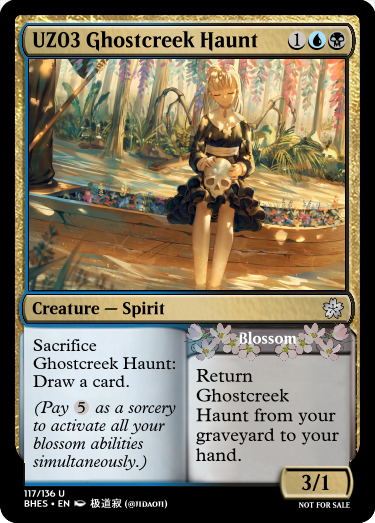 UZ03 Ghostcreek Haunt 1
Creature — Spirit
Blossom
Sacrifice
Ghostcreek Haunt:
Draw a card.
(Pay 5 as a sorcery
to activate all your
blossom abilities
simultaneously.)
Return
Ghostcreek
Haunt from your
graveyard to your
hand.
3/1
117/136 U
BHES • EN 极道寂 (@JIDAOJI)
NOT FOR SALE